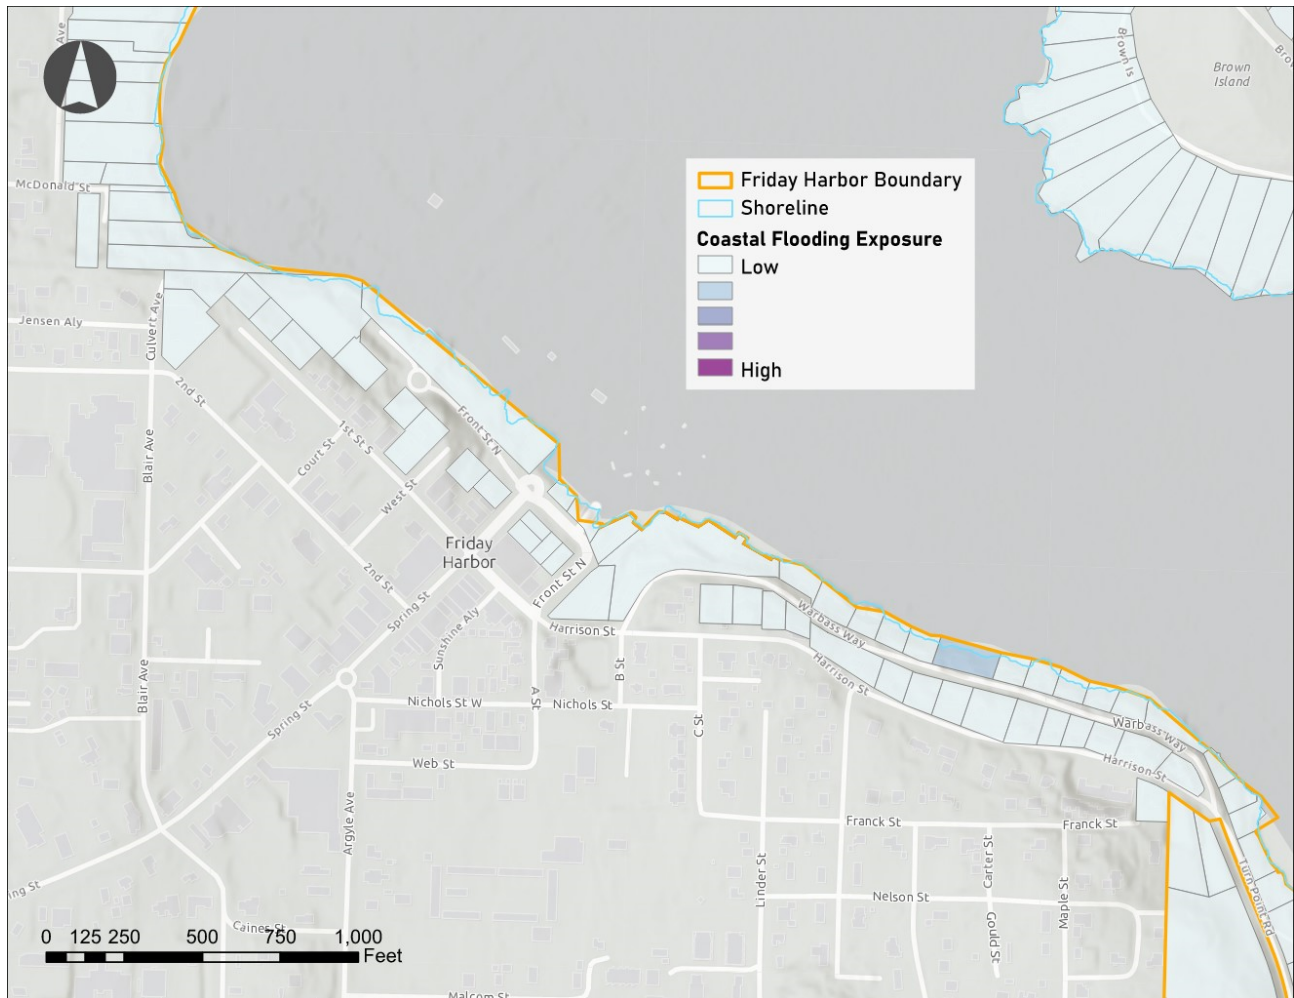 Ave
Brown Is
Brown
Island
Bro
McDonald St
Friday Harbor Boundary
Shoreline
Coastal Flooding Exposure
Low
High
Jensen Aly
Culvert Ave
2nd St
Front St N
1st St S
Court St
Blair Ave
West St
Friday
Harbor
2nd St
Front St N
Spring St
Sunshine Aly
Harrison St
Warbass Way
B St
Harrison St
Blair Ave
A St
Nichols St W
Nichols St
Spring St
C St
Warbass Way
Web St
Harrison St
Argyle Ave
Franck St
Franck St
Linder St
Carter St
Maple St
Turn Point Rd
ing St
Nelson St
Gould St
Caines St
0 125 250 500 750 1,000
Feet
Malcom St